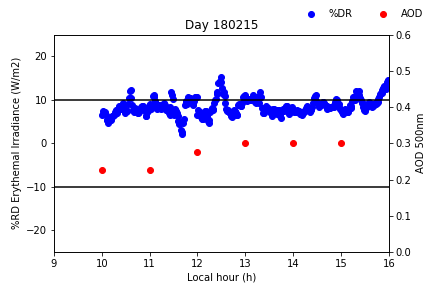 %DR AOD
Day 180215
20
10
0
−10
−20
%RD Erythermal Irradiance (W/m2)
0.6
0.5
0.4
0.3
0.2
0.1
0.0
AOD 500nm
9 10 11 12 13 14 15 16
Local hour (h)